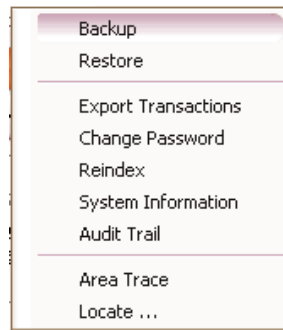 Backup
Restore
Export Transactions
Change Password
Reindex
System Information
Audit Trail
Area Trace
Locate ...